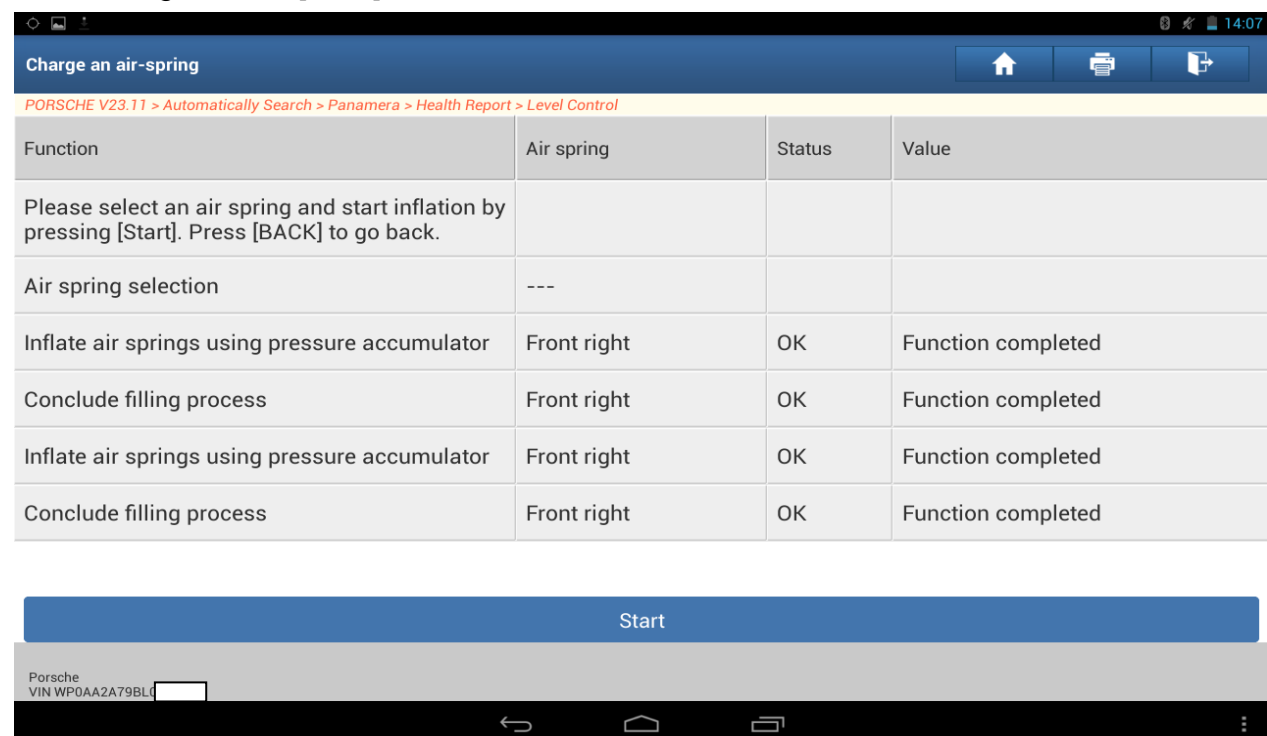 14:07
Charge an air-spring
PORSCHE V23.11 > Automatically Search > Panamera > Health Report > Level Control
Function Air spring Status Value
Please select an air spring and start inflation by
pressing [Start]. Press [BACK] to go back.
Air spring selection ---
Inflate air springs using pressure accumulator Front right OK Function completed
Conclude filling process Front right OK Function completed
Inflate air springs using pressure accumulator Front right OK Function completed
Conclude filling process Front right OK Function completed
Start
Porsche
VIN WP0AA2A79BL